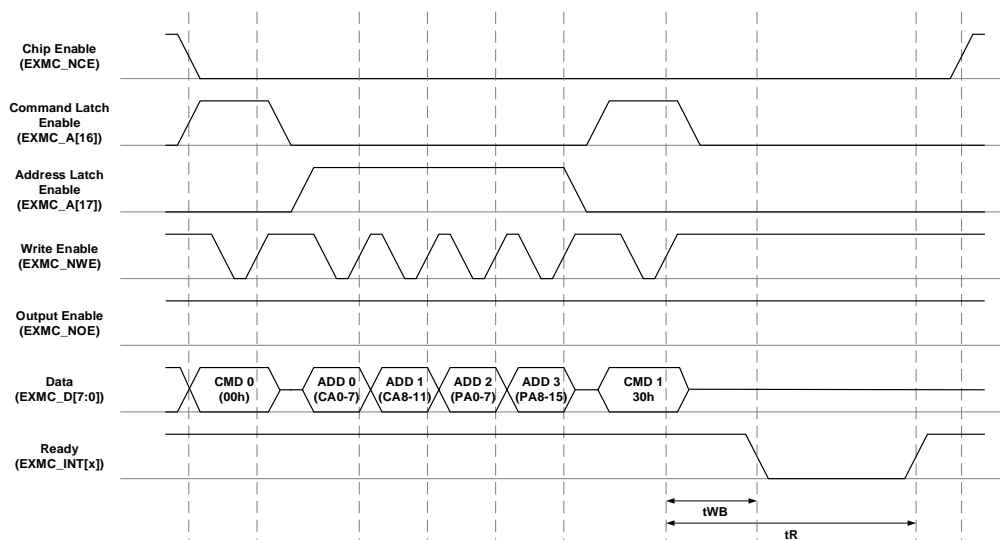 Chip Enable
(EXMC_NCE)
Command Latch
Enable
(EXMC_A[16])
Address Latch
Enable
(EXMC_A[17])
Write Enable
(EXMC_NWE)
Output Enable
(EXMC_NOE)
Data
(EXMC_D[7:0])
CMD 0
(00h)
ADD 0
(CA0-7)
ADD 1
(CA8-11)
ADD 2
(PA0-7)
ADD 3
(PA8-15)
CMD 1
30h
Ready
(EXMC_INT[x])
tWB
tR